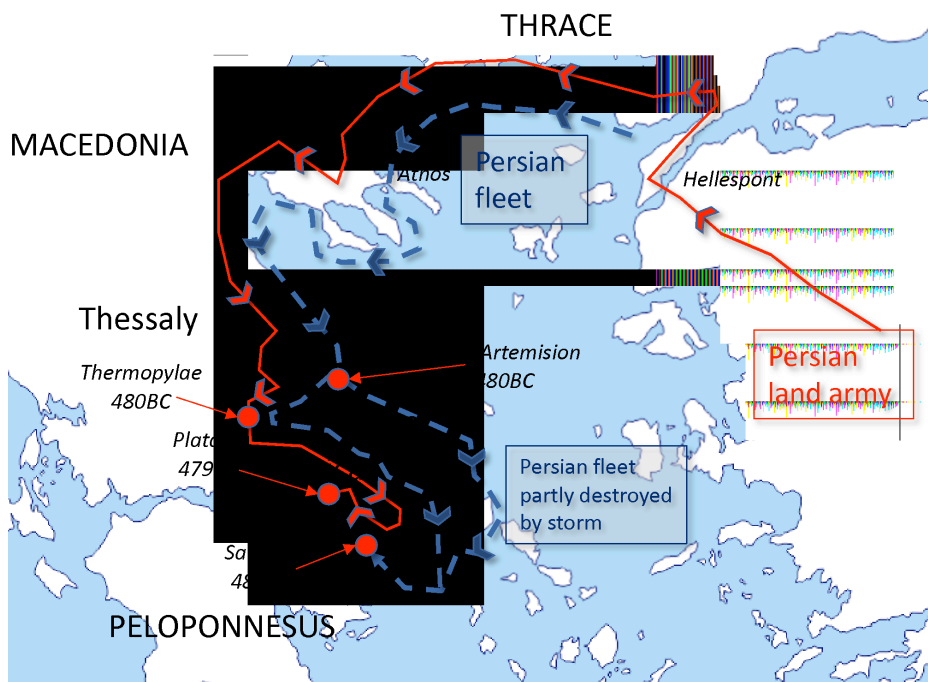 THRACE
MACEDONIA
Athos
Persian
fleet
Hellespont
Thessaly
Persian
land army
Artemision
480BC
Thermopylae
480BC
Persian fleet
partly destroyed
by storm
PELOPONNESUS